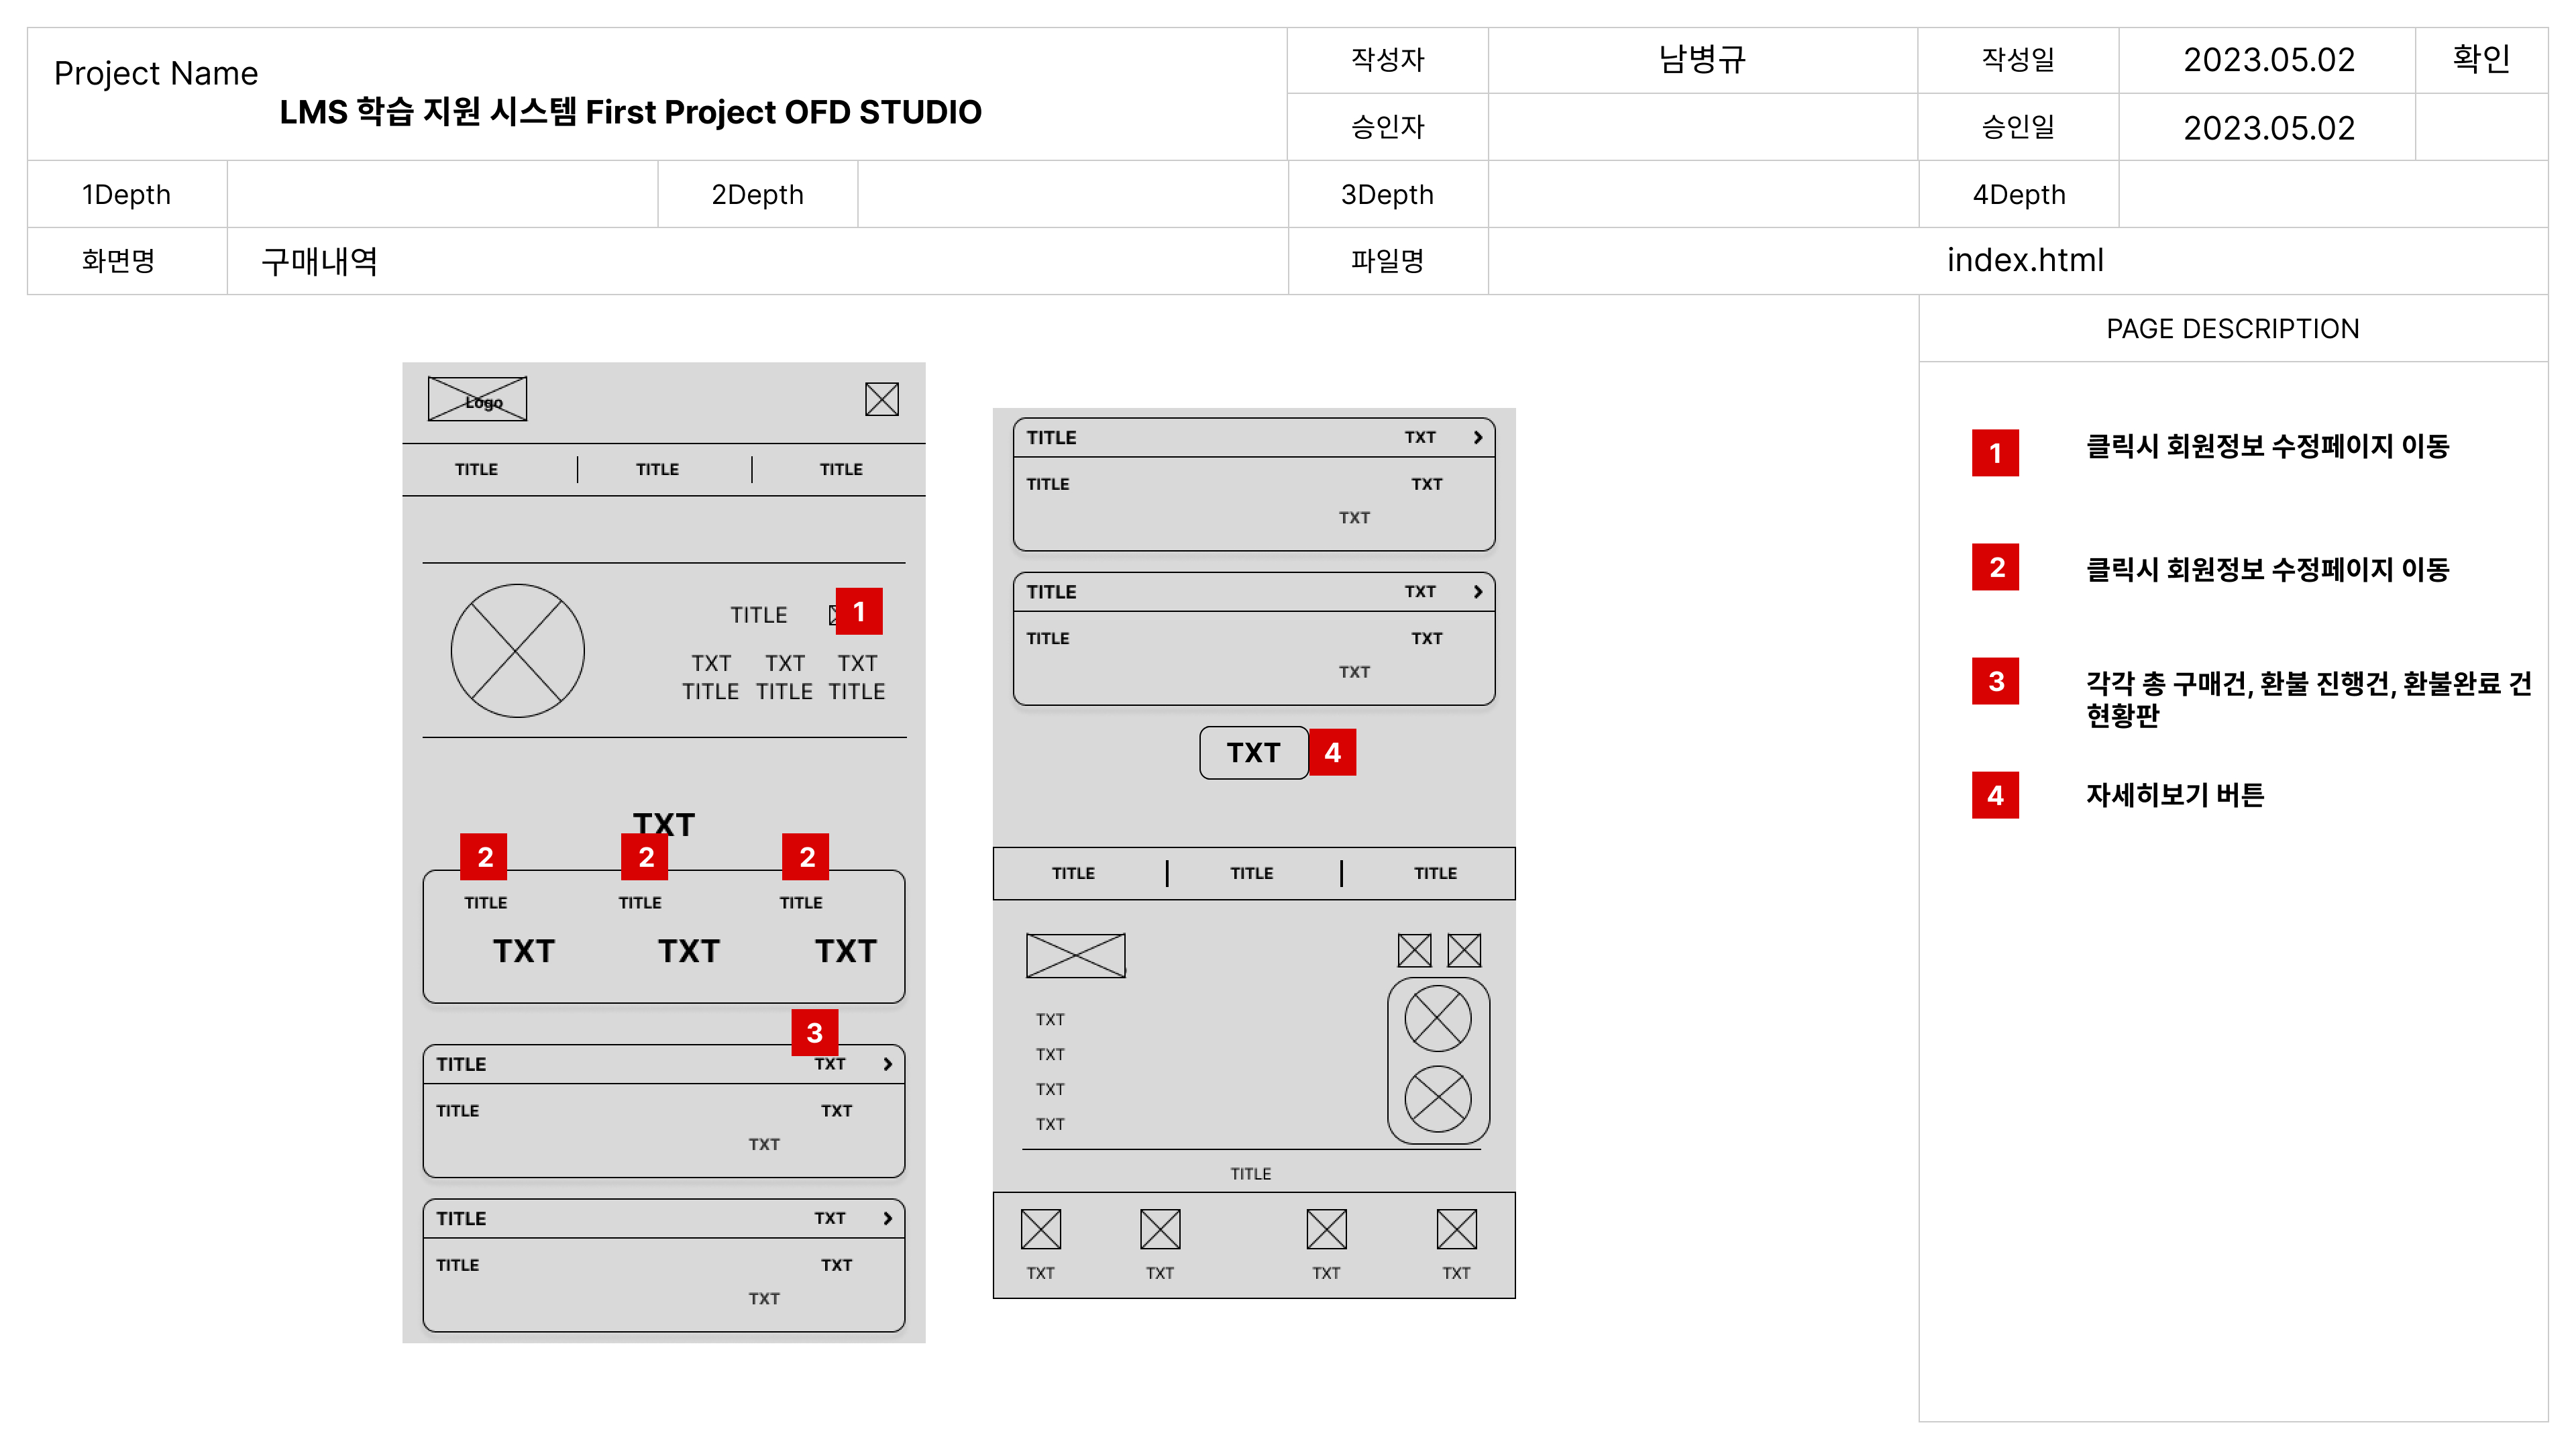 Project Name
LMS 학습 지원 시스템 First Project OFD STUDIO
작성자
남병규
작성일
2023.05.02
확인
승인자
승인일
2023.05.02
1Depth
2Depth
3Depth
4Depth
화면명
구매내역
파일명
index.html
Logo
TITLE TITLE TITLE
TITLE 1
TXT TXT TXT
TITLE TITLE TITLE
TXT
2 2 2
TITLE TITLE TITLE
TXT TXT TXT
3
TITLE TXT
TITLE TXT
TXT
TITLE TXT
TITLE TXT
TXT
TITLE TXT
TITLE TXT
TXT
TITLE TXT
TITLE TXT
TXT
TXT 4
TITLE TITLE TITLE
TXT
TXT
TXT
TXT
TITLE
TXT TXT TXT TXT
PAGE DESCRIPTION
1 클릭시 회원정보 수정페이지 이동
2 클릭시 회원정보 수정페이지 이동
3 각각 총 구매건, 환불 진행건, 환불완료 건
현황판
4 자세히보기 버튼